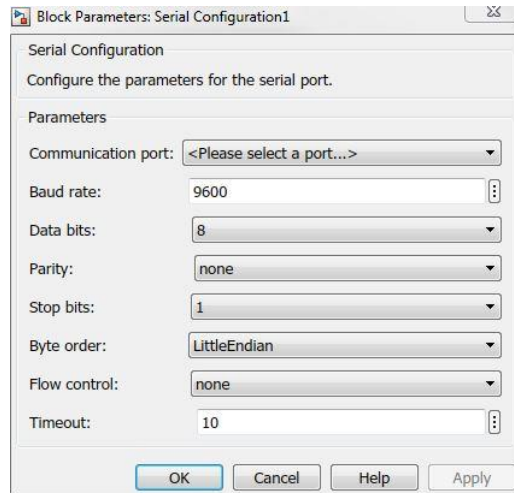 Block Parameters: Serial Configuration1
Serial Configuration
Configure the parameters for the serial port.
Parameters
Communication port: <Please select a port...>
Baud rate: 9600
Data bits: 8
Parity: none
Stop bits: 1
Byte order: LittleEndian
Flow control: none
Timeout: 10
OK Cancel Help Apply